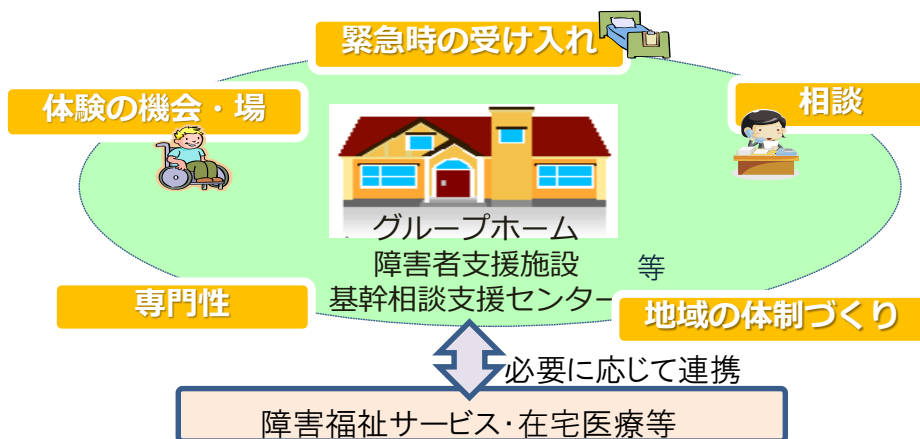 緊急時の受け入れ
体験の機会・場
相談
グループホーム
障害者支援施設 等
基幹相談支援センター
専門性
地域の体制づくり
必要に応じて連携
障害福祉サービス・在宅医療等